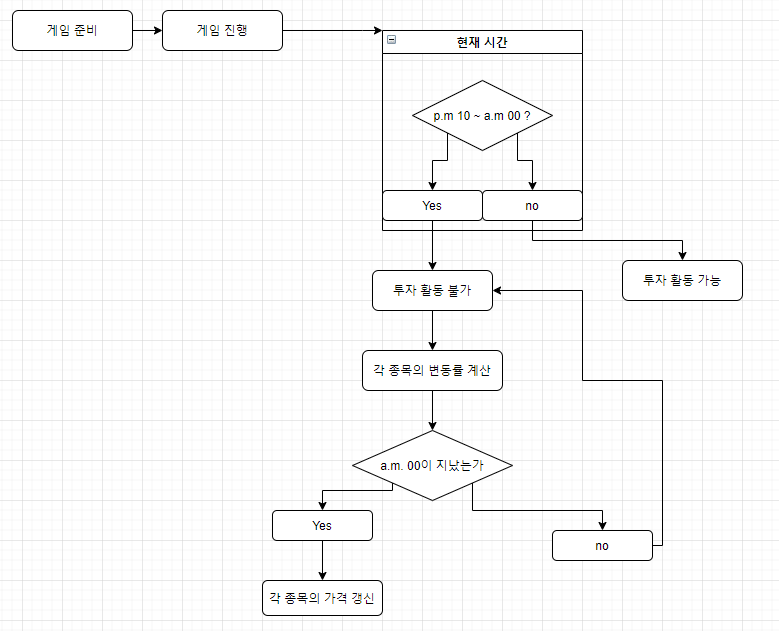 게임 준비
게임 진행
현재 시간
p.m 10 ~ a.m 00 ?
Yes
no
투자 활동 불가
투자 활동 가능
각 종목의 변동률 계산
a.m. 00이 지났는가
Yes
no
각 종목의 가격 갱신